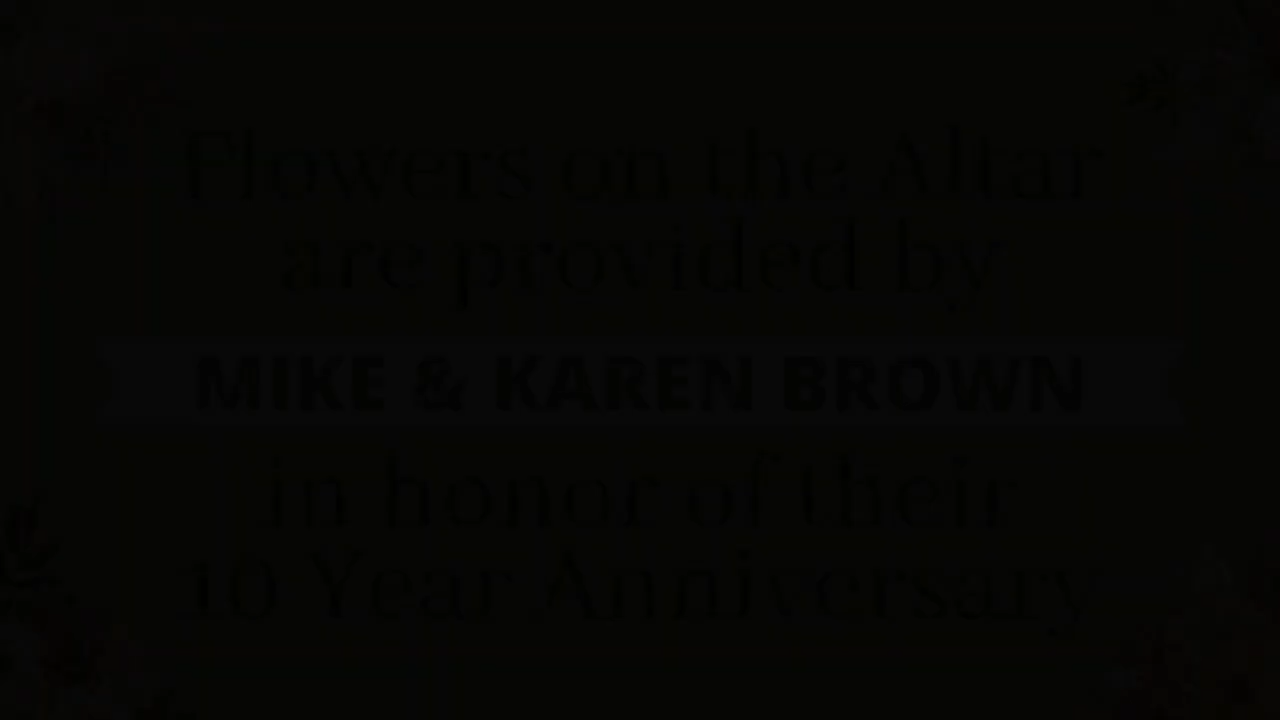 Flowers on the Altar
are provided by
MIKE & KAREN BROWN
in honor of their
10 Year Anniversary